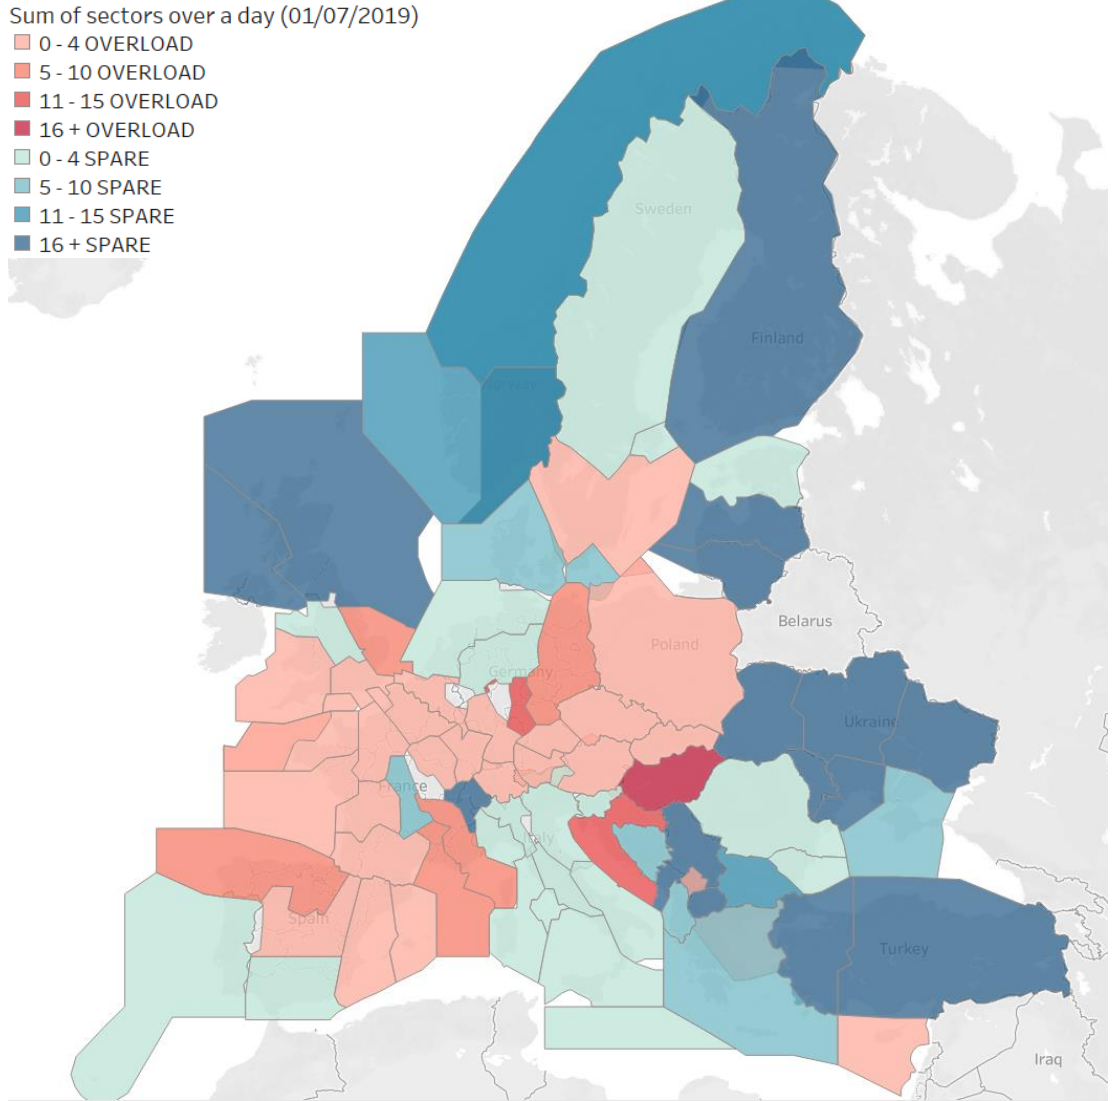 Sum of sectors over a day (01/07/2019)
0 - 4 OVERLOAD
5 - 10 OVERLOAD
11 - 15 OVERLOAD
16 + OVERLOAD
0 - 4 SPARE
5 - 10 SPARE
11 - 15 SPARE
16 + SPARE
Sweden
Finland
Norway
Belarus
Poland
Germany
Ukraine
France
Italy
Spain
Turkey
Iraq